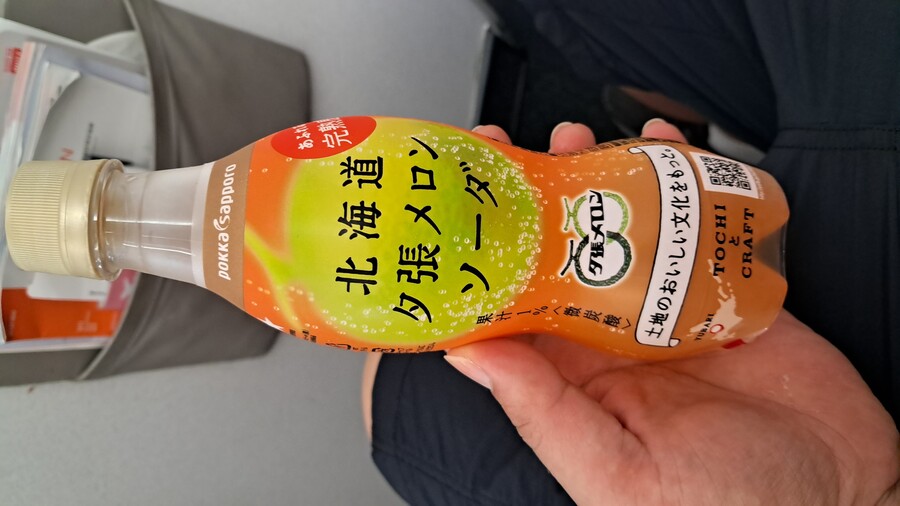 pokka sapporo
完熟
北海道
夕張メロン
ソーダ
果汁1%〈微炭酸〉
夕張メロン
土地のおいしい文化をもっと。
TOCHI
と
CRAFT
YUBARI